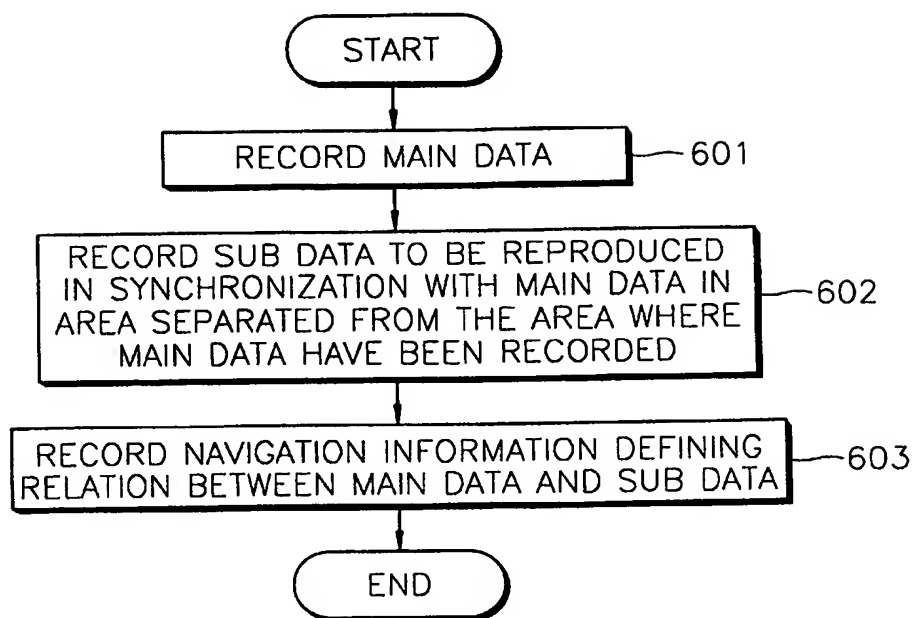 START
RECORD MAIN DATA
601
RECORD SUB DATA TO BE REPRODUCED
IN SYNCHRONIZATION WITH MAIN DATA IN
AREA SEPARATED FROM THE AREA WHERE
MAIN DATA HAVE BEEN RECORDED
602
RECORD NAVIGATION INFORMATION DEFINING
RELATION BETWEEN MAIN DATA AND SUB DATA
603
END